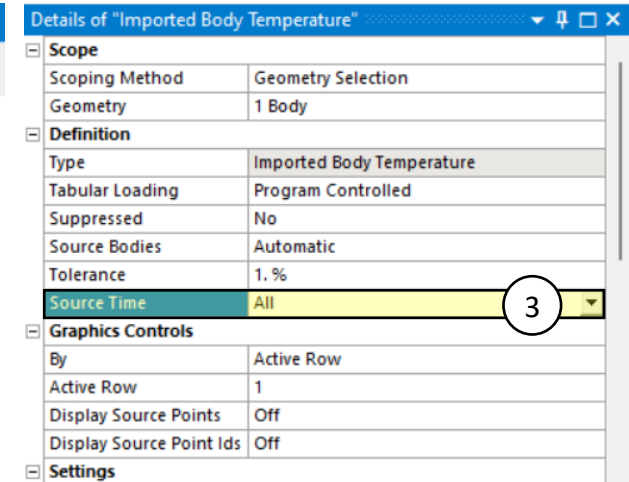 Details of "Imported Body Temperature"
Scope
Scoping Method Geometry Selection
Geometry 1 Body
Definition
Type Imported Body Temperature
Tabular Loading Program Controlled
Suppressed No
Source Bodies Automatic
Tolerance 1. %
Source Time All 3
Graphics Controls
By Active Row
Active Row 1
Display Source Points Off
Display Source Point Ids Off
Settings